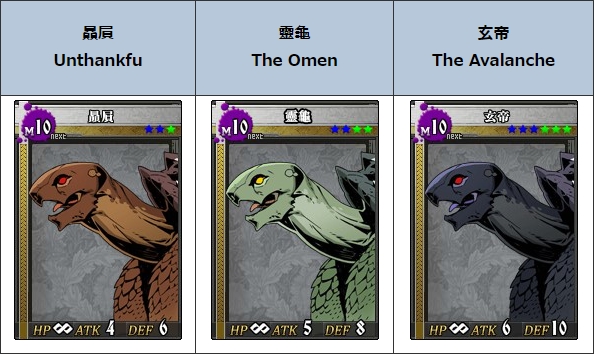 贔屓
Unthankfu
靈龜
The Omen
玄帝
The Avalanche
M10
next
贔屓
HP ∞ ATK 4 DEF 6
M10
next
靈龜
HP ∞ ATK 5 DEF 8
M10
next
玄帝
HP ∞ ATK 6 DEF 10